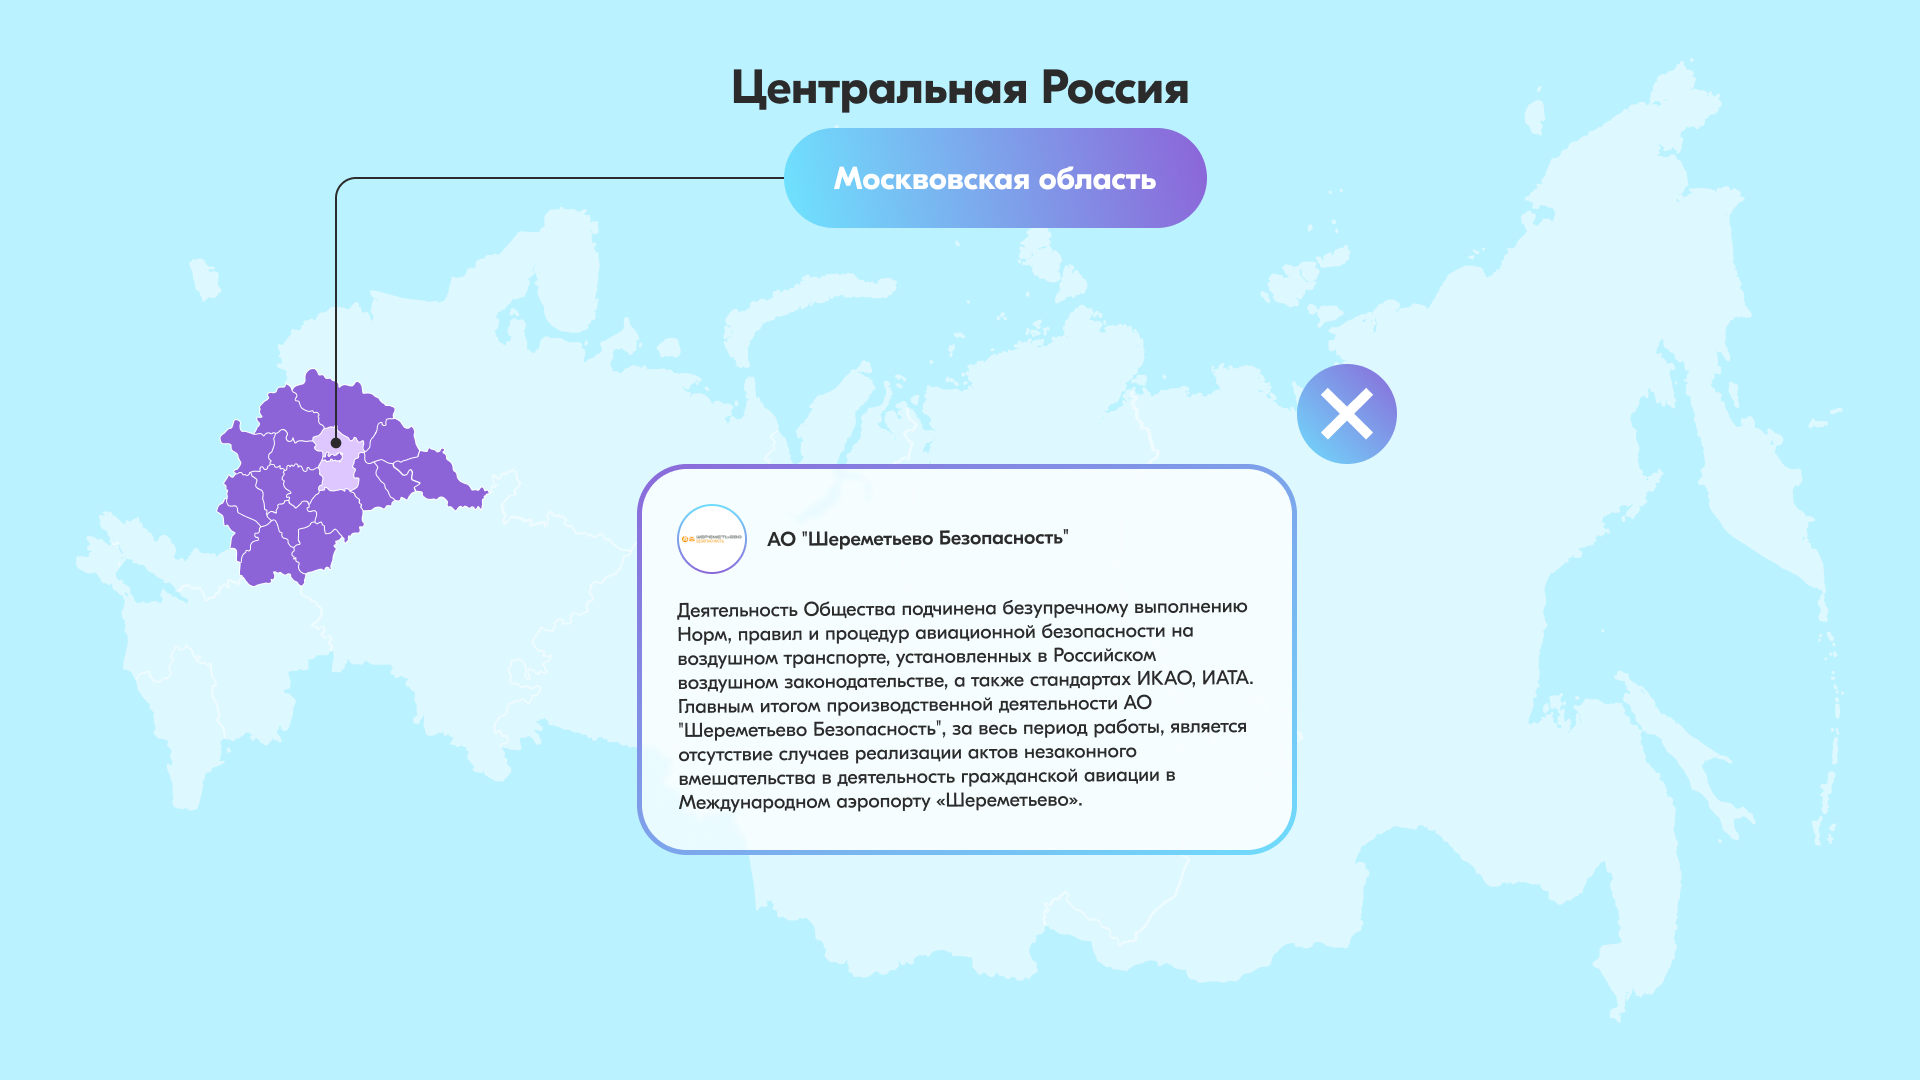 Центральная Россия
Москвовская область
ШЕРЕМЕТЬЕВО
АО "Шереметьево Безопасность"
Деятельность Общества подчинена безупречному выполнению
Норм, правил и процедур авиационной безопасности на
воздушном транспорте, установленных в Российском
воздушном законодательстве, а также стандартах ИКАО, ИАТА.
Главным итогом производственной деятельности АО
"Шереметьево Безопасность", за весь период работы, является
отсутствие случаев реализации актов незаконного
вмешательства в деятельность гражданской авиации в
Международном аэропорту «Шереметьево».